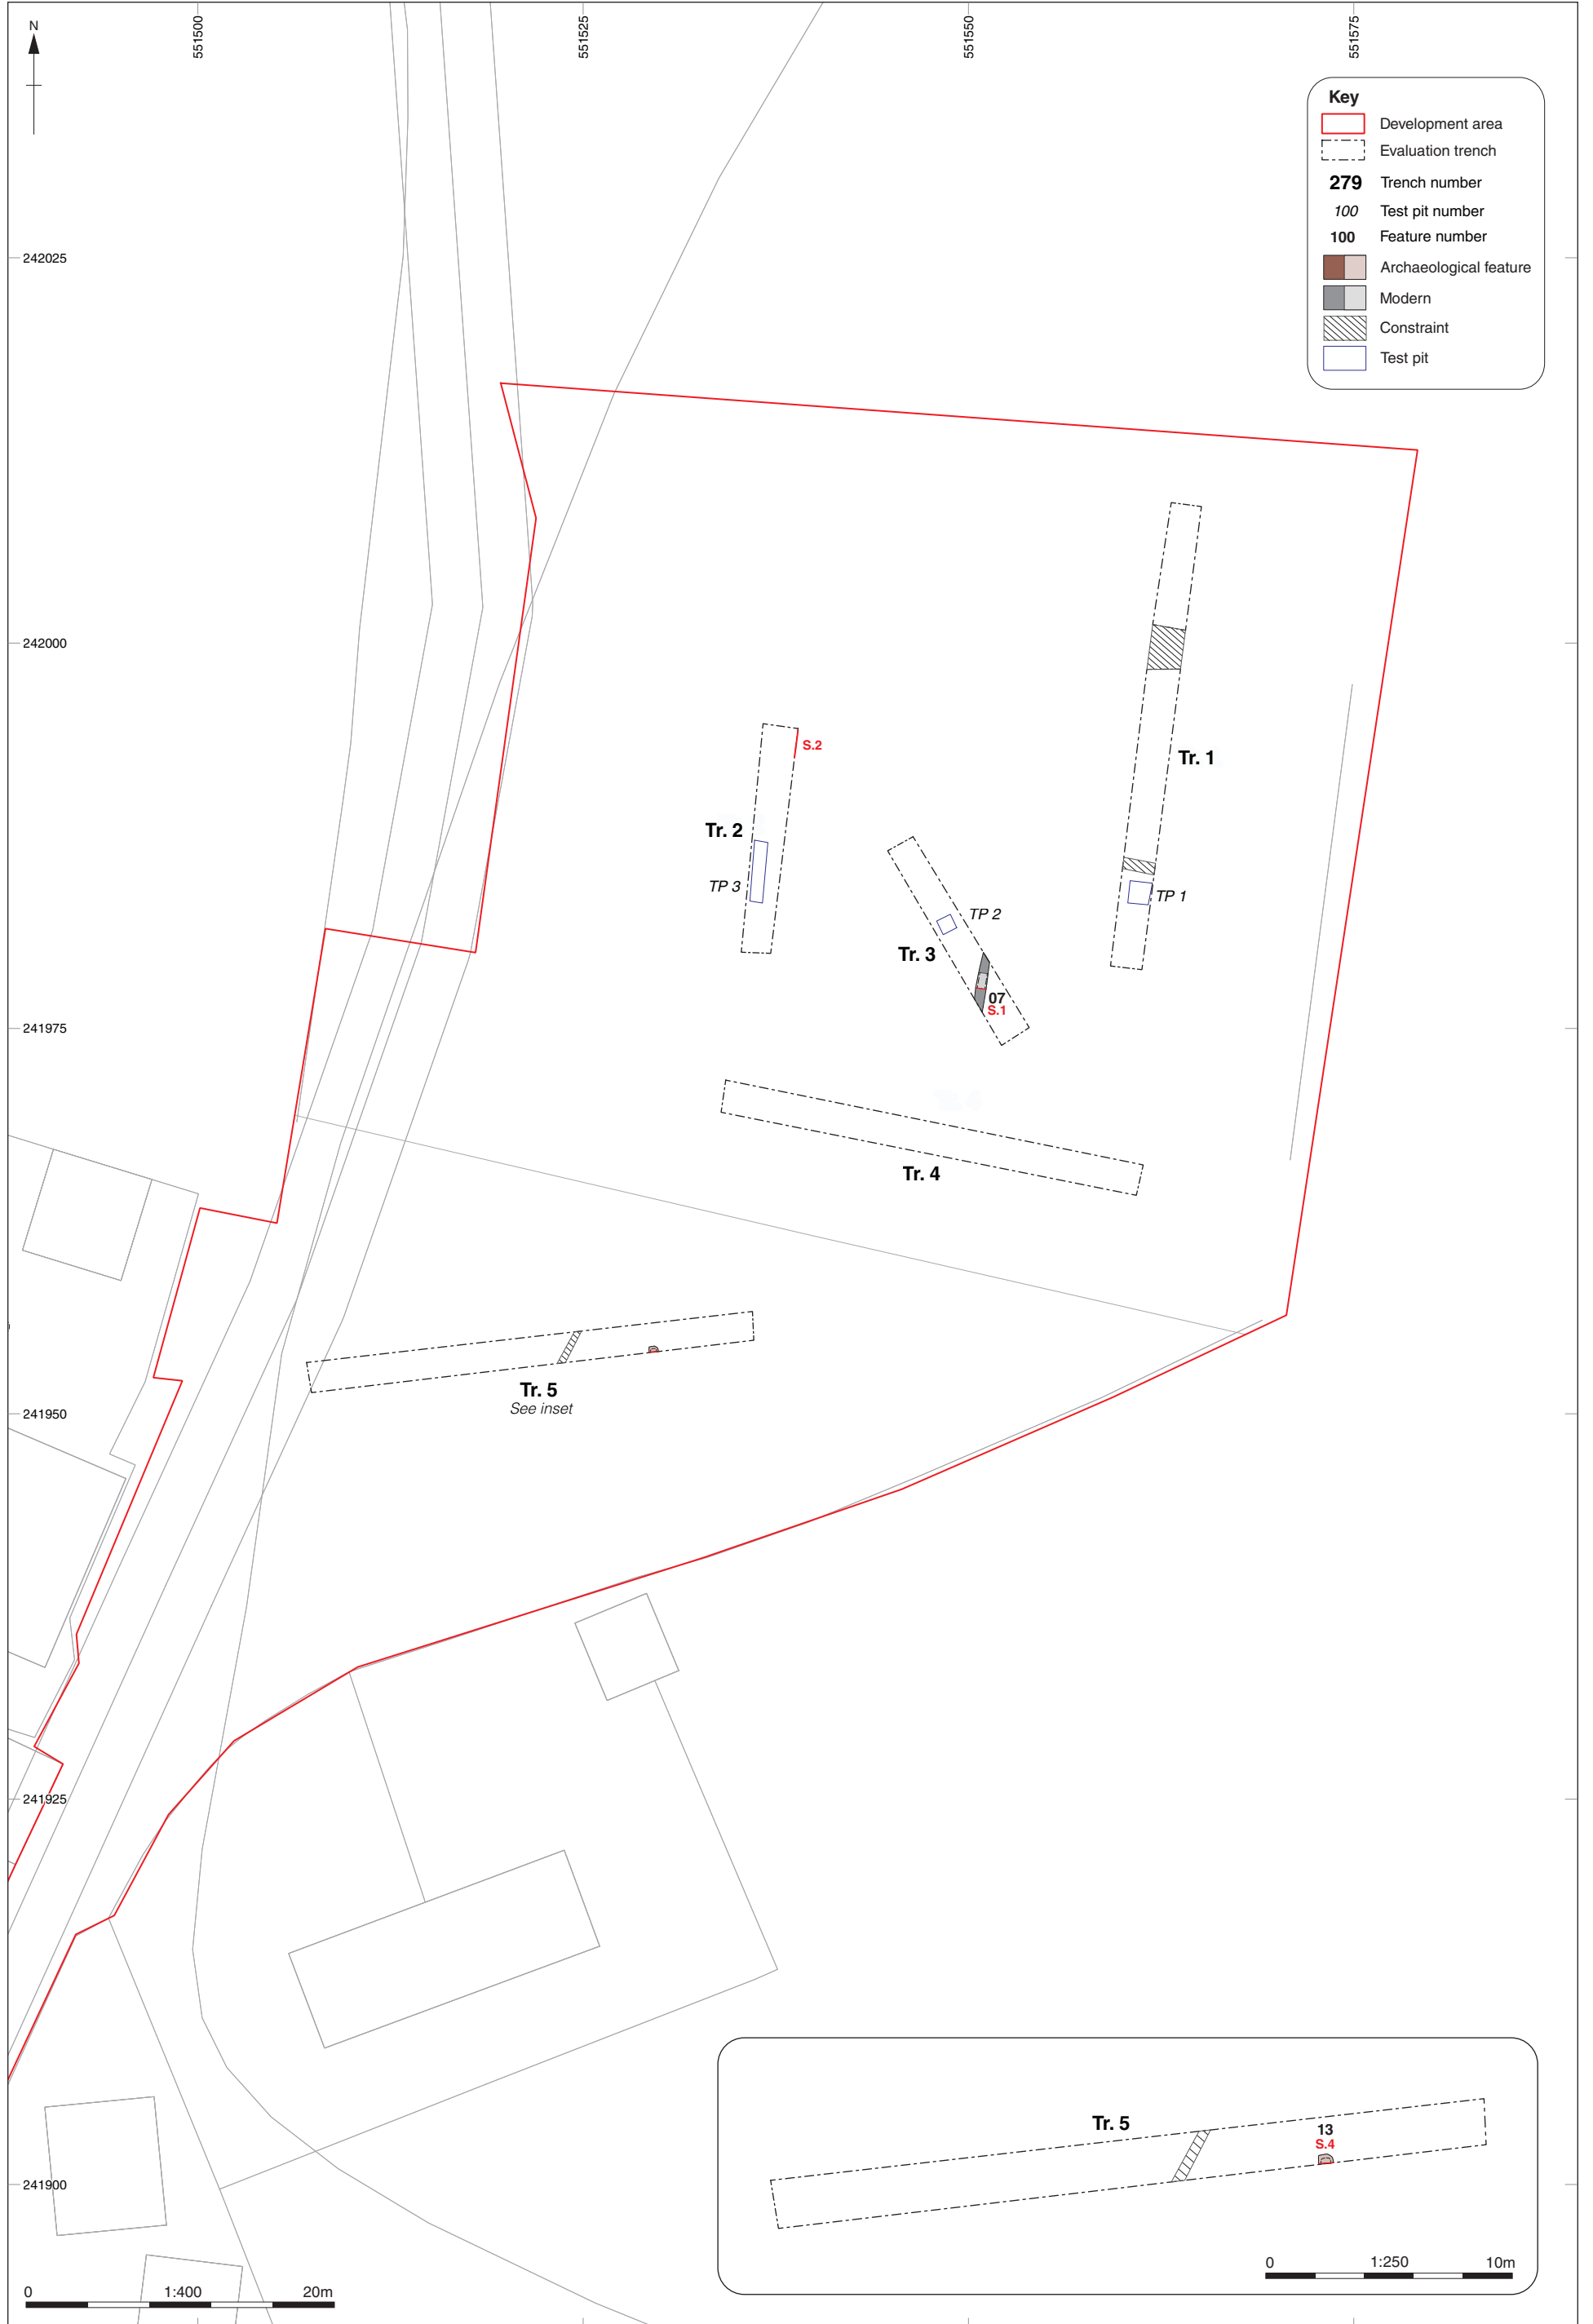 N
551500
551525
551550
551575
Key
Development area
Evaluation trench
279 Trench number
100 Test pit number
100 Feature number
Archaeological feature
Modern
Constraint
Test pit
242025
242000
S.2
Tr. 1
Tr. 2
TP 3
TP 1
TP 2
Tr. 3
07
S.1
241975
Tr. 4
Tr. 5
See inset
241950
241925
Tr. 5
13
S.4
241900
0 1:250 10m
0 1:400 20m